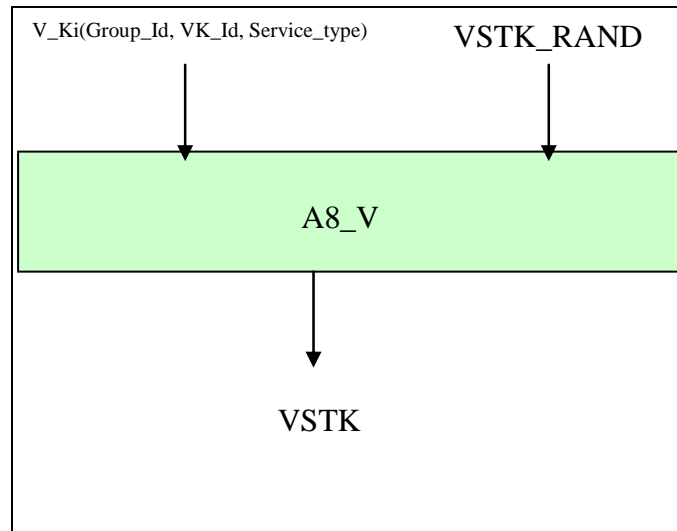 V_Ki(Group_Id, VK_Id, Service_type)
VSTK_RAND
A8_V
VSTK